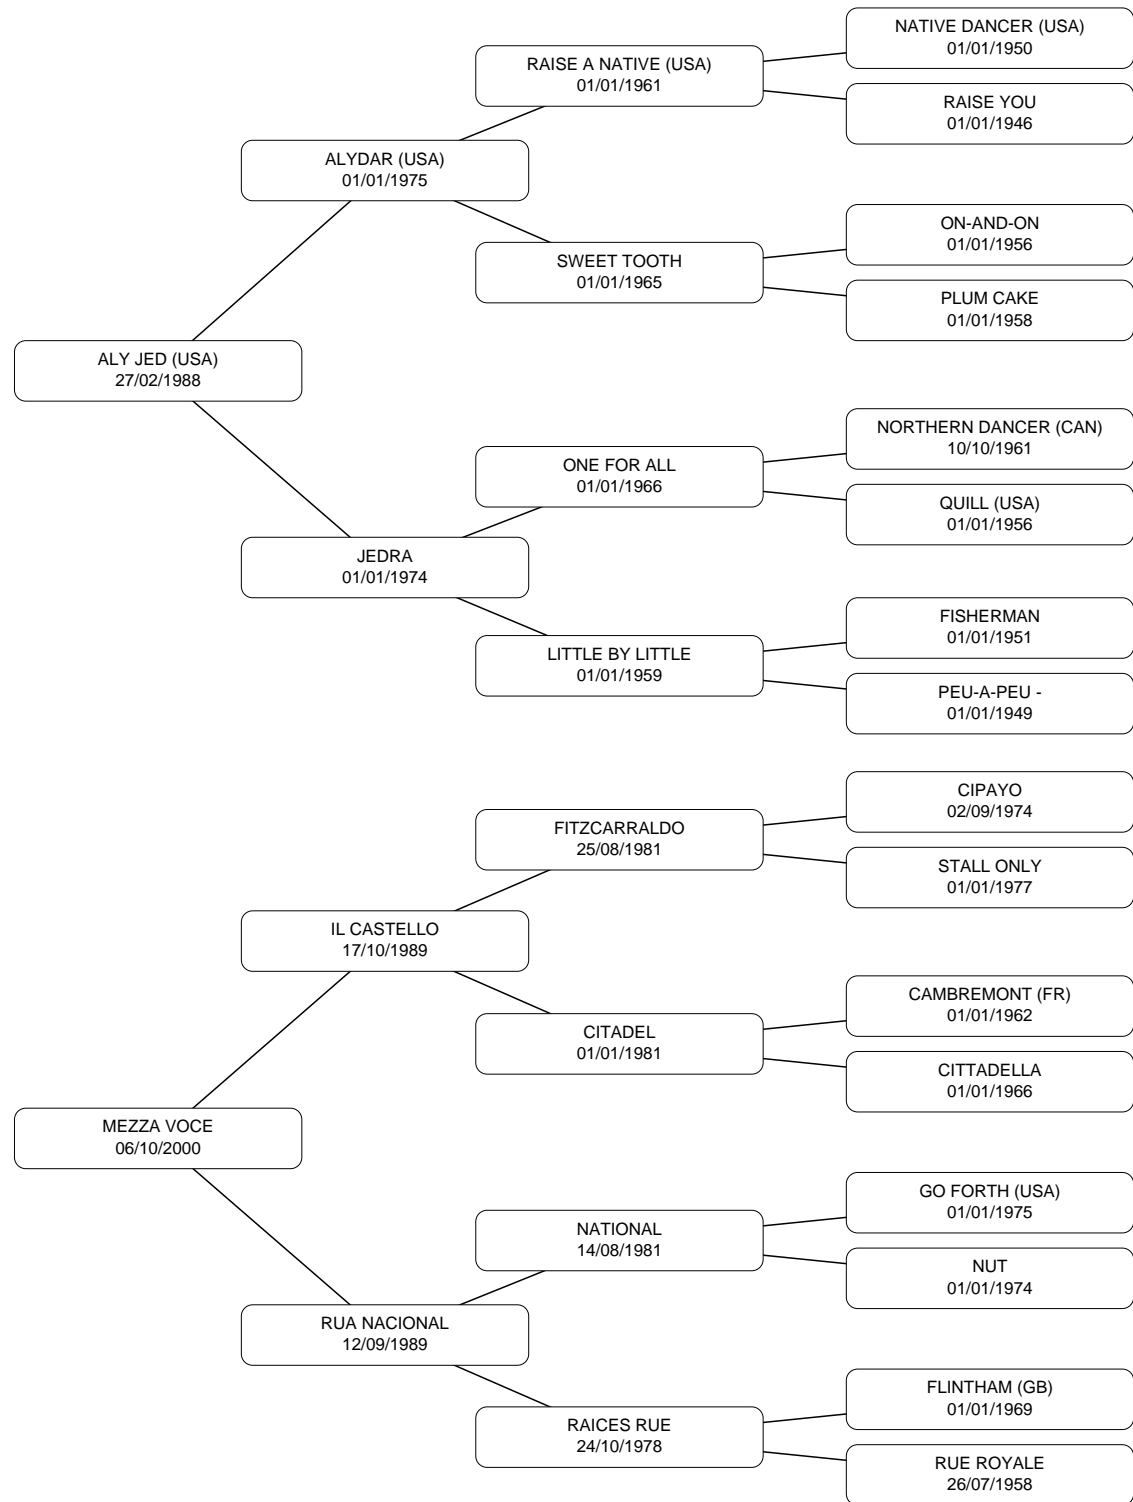 NATIVE DANCER (USA)
01/01/1950
RAISE A NATIVE (USA)
01/01/1961
RAISE YOU
01/01/1946
ALYDAR (USA)
01/01/1975
ON-AND-ON
01/01/1956
SWEET TOOTH
01/01/1965
PLUM CAKE
01/01/1958
ALY JED (USA)
27/02/1988
NORTHERN DANCER (CAN)
10/10/1961
ONE FOR ALL
01/01/1966
QUILL (USA)
01/01/1956
JEDRA
01/01/1974
FISHERMAN
01/01/1951
LITTLE BY LITTLE
01/01/1959
PEU-A-PEU -
01/01/1949
CIPAYO
02/09/1974
FITZCARRALDO
25/08/1981
STALL ONLY
01/01/1977
IL CASTELLO
17/10/1989
CAMBREMONT (FR)
01/01/1962
CITADEL
01/01/1981
CITTADELLA
01/01/1966
MEZZA VOCE
06/10/2000
GO FORTH (USA)
01/01/1975
NATIONAL
14/08/1981
NUT
01/01/1974
RUA NACIONAL
12/09/1989
FLINTHAM (GB)
01/01/1969
RAICES RUE
24/10/1978
RUE ROYALE
26/07/1958